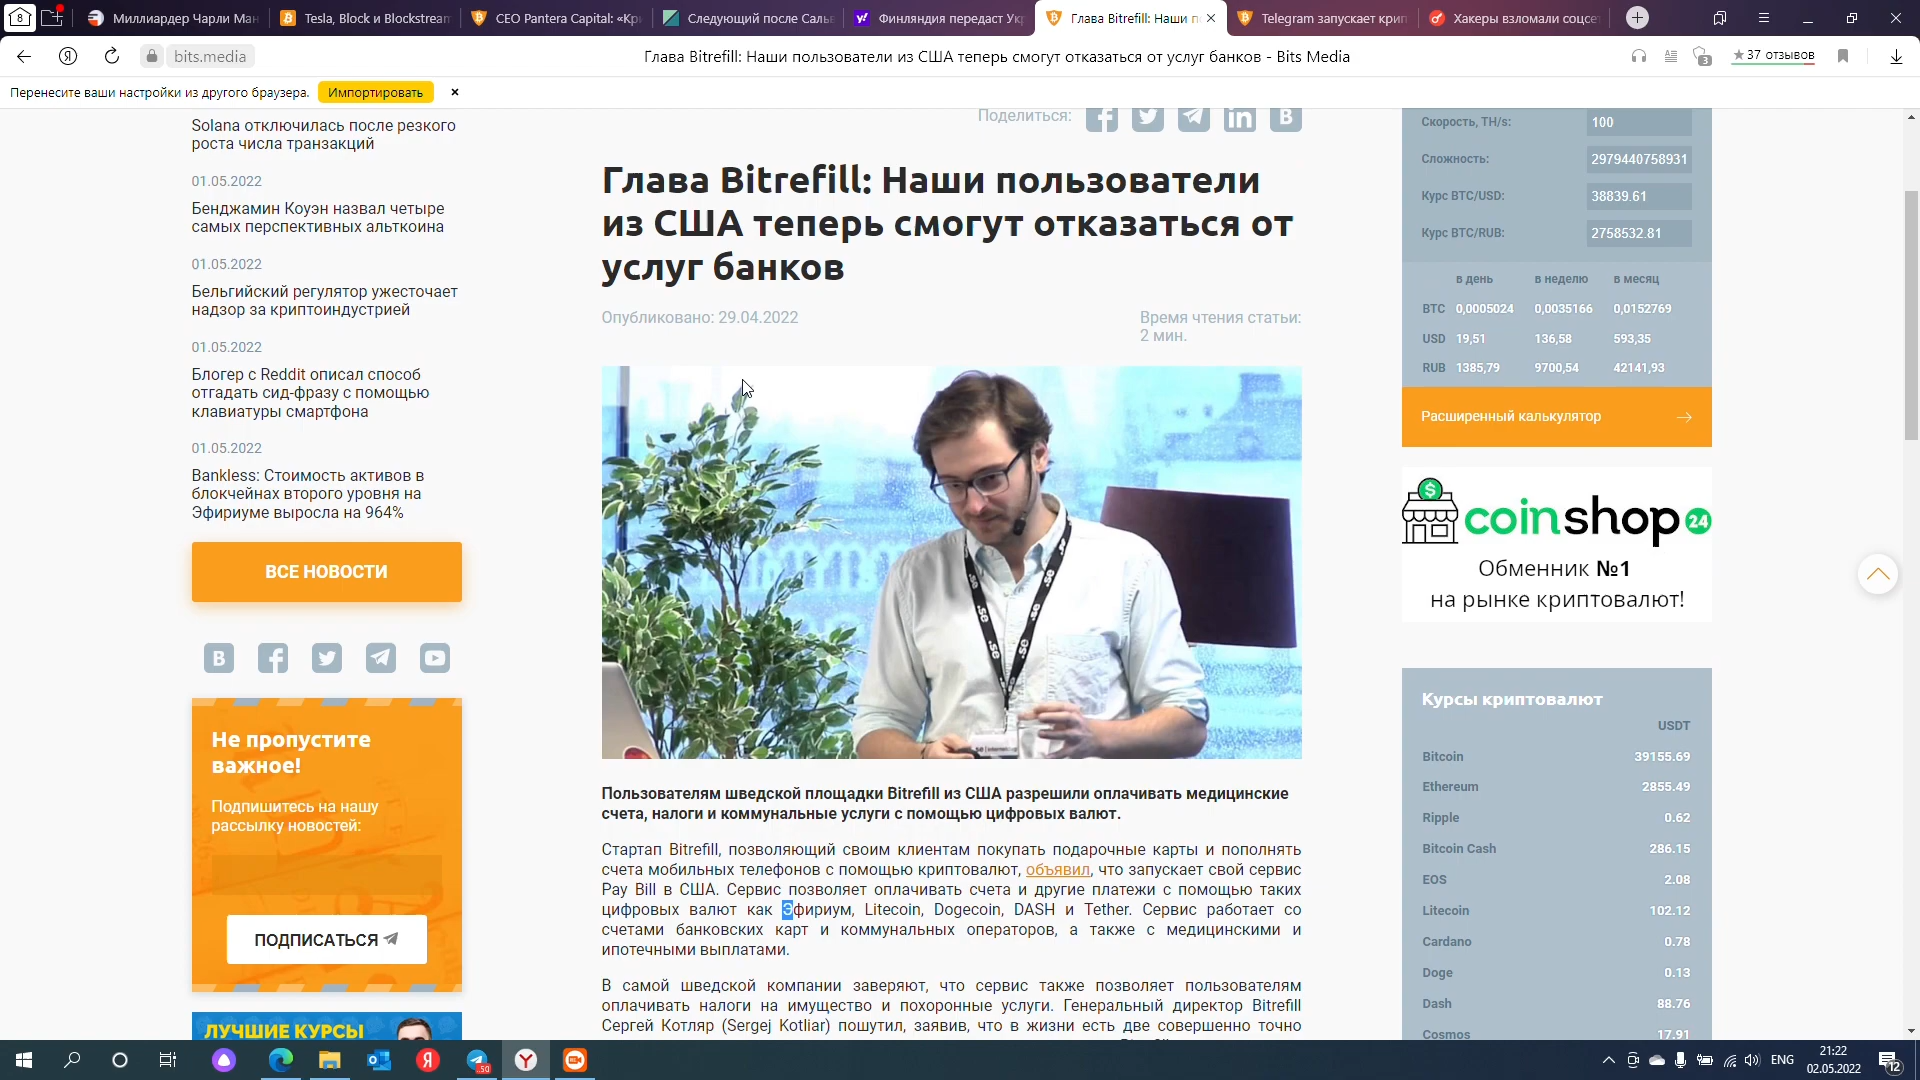 8
Миллиардер Чарли Ман
Tesla, Block и Blockstream
CEO Pantera Capital: «Кри
Следующий после Сальв
Финляндия передаст Укр
Глава Bitrefill: Наши п
Telegram запускает крип
Хакеры взломали соцсет
bits.media
Глава Bitrefill: Наши пользователи из США теперь смогут отказаться от услуг банков - Bits Media
3
★ 37 отзывов
Перенесите ваши настройки из другого браузера.
Импортировать
Solana отключилась после резкого
роста числа транзакций
01.05.2022
Бенджамин Коуэн назвал четыре
самых перспективных альткоина
01.05.2022
Бельгийский регулятор ужесточает
надзор за криптоиндустрией
01.05.2022
Блогер с Reddit описал способ
отгадать сид-фразу с помощью
клавиатуры смартфона
01.05.2022
Bankless: Стоимость активов в
блокчейнах второго уровня на
Эфириуме выросла на 964%
ВСЕ НОВОСТИ
Не пропустите
важное!
Подпишитесь на нашу
рассылку новостей:
ПОДПИСАТЬСЯ
ЛУЧШИЕ КУРСЫ
Поделиться:
Глава Bitrefill: Наши пользователи
из США теперь смогут отказаться от
услуг банков
Опубликовано: 29.04.2022
Время чтения статьи:
2 мин.
.se
.se
Пользователям шведской площадки Bitrefill из США разрешили оплачивать медицинские
счета, налоги и коммунальные услуги с помощью цифровых валют.
Стартап Bitrefill, позволяющий своим клиентам покупать подарочные карты и пополнять
счета мобильных телефонов с помощью криптовалют, объявил, что запускает свой сервис
Pay Bill в США. Сервис позволяет оплачивать счета и другие платежи с помощью таких
цифровых валют как Эфириум, Litecoin, Dogecoin, DASH и Tether. Сервис работает со
счетами банковских карт и коммунальных операторов, а также с медицинскими и
ипотечными выплатами.
В самой шведской компании заверяют, что сервис также позволяет пользователям
оплачивать налоги на имущество и похоронные услуги. Генеральный директор Bitrefill
Сергей Котляр (Sergej Kotliar) пошутил, заявив, что в жизни есть две совершенно точно
Скорость, TH/s: 100
Сложность: 2979440758931
Курс BTC/USD: 38839.61
Курс BTC/RUB: 2758532.81
в день в неделю в месяц
BTC 0,0005024 0,0035166 0,0152769
USD 19,51 136,58 593,35
RUB 1385,79 9700,54 42141,93
Расширенный калькулятор
coinshop 24
Обменник №1
на рынке криптовалют!
Курсы криптовалют
USDT
Bitcoin 39155.69
Ethereum 2855.49
Ripple 0.62
Bitcoin Cash 286.15
EOS 2.08
Litecoin 102.12
Cardano 0.78
Doge 0.13
Dash 88.76
Cosmos 17.91
ENG
21:22
02.05.2022
12